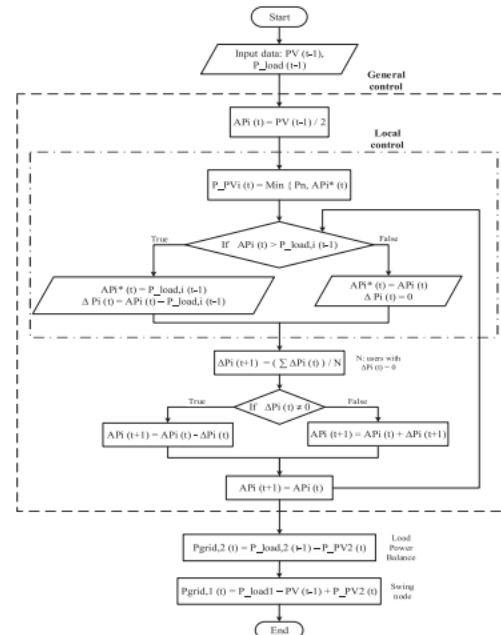 Start
Input data: PV (t-1),
P_load (t-1)
General
control
APi (t) = PV (t-1) / 2
Local
control
P_PVi (t) = Min { Pn, APi* (t)
If APi (t) > P_load,i (t-1)
True
False
APi* (t) = P_load,i (t-1)
Δ Pi (t) = APi (t) – P_load,i (t-1)
APi* (t) = APi (t)
Δ Pi (t) = 0
ΔPi (t+1) = ( ∑ ΔPi (t) ) / N
N: users with
ΔPi (t) = 0
If ΔPi (t) ≠ 0
True
False
APi (t+1) = APi (t) - ΔPi (t)
APi (t+1) = APi (t) + ΔPi (t+1)
APi (t+1) = APi (t)
Pgrid,2 (t) = P_load,2 (t-1) – P_PV2 (t)
Load
Power
Balance
Pgrid,1 (t) = P_load1 – PV (t-1) + P_PV2 (t)
Swing
node
End